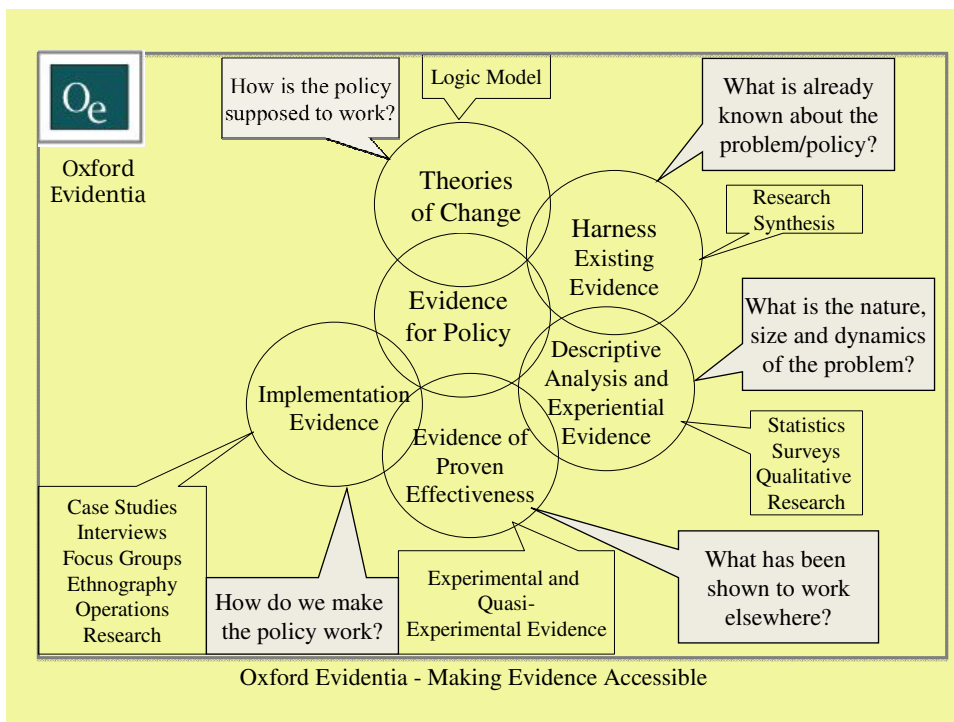 Oe
Oxford
Evidentia
How is the policy
supposed to work?
Logic Model
What is already
known about the
problem/policy?
Theories
of Change
Research
Synthesis
Harness
Existing
Evidence
Evidence
for Policy
What is the nature,
size and dynamics
of the problem?
Descriptive
Analysis and
Experiential
Evidence
Implementation
Evidence
Evidence of
Proven
Effectiveness
Statistics
Surveys
Qualitative
Research
Case Studies
Interviews
Focus Groups
Ethnography
Operations
Research
How do we make
the policy work?
Experimental and
Quasi-
Experimental Evidence
What has been
shown to work
elsewhere?
Oxford Evidentia - Making Evidence Accessible